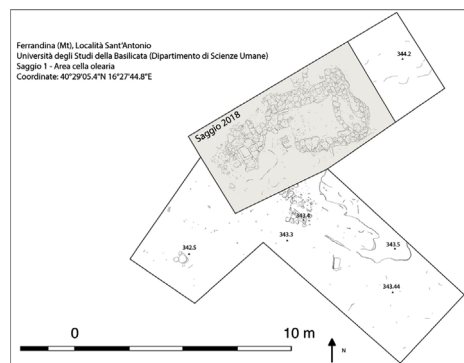 Ferrandina (Mt), Località Sant'Antonio
Università degli Studi della Basilicata (Dipartimento di Scienze Umane)
Saggio 1 - Area cella olearia
Coordinate: 40°29'05.4"N 16°27'44.8"E
344.2
Saggio 2018
343.4
343.3
343.5
342.5
343.44
0 10 m
N